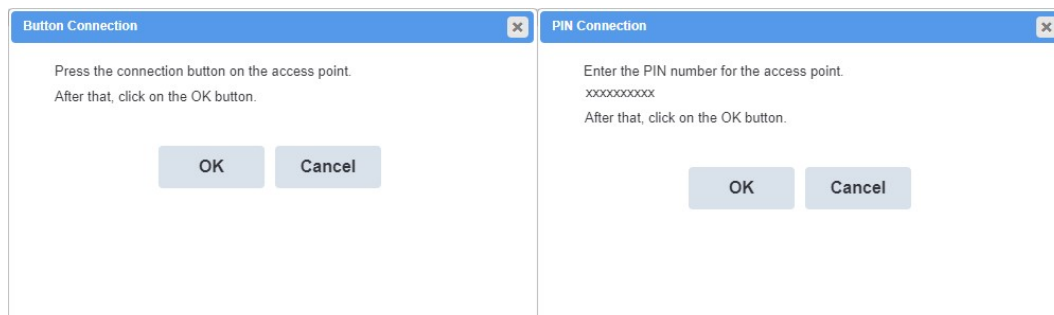 Button Connection
Press the connection button on the access point.
After that, click on the OK button.
OK Cancel
PIN Connection
Enter the PIN number for the access point.
xxxxxxxxxx
After that, click on the OK button.
OK Cancel